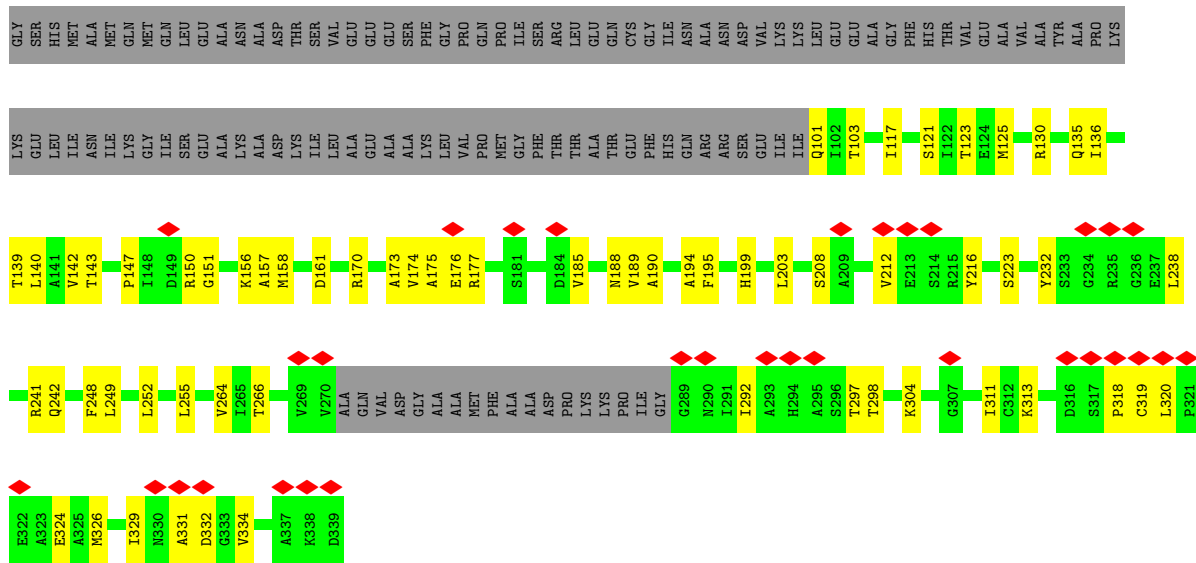 GLY SER HIS MET ALA MET GLN MET GLN LEU GLU ALA ASN ALA ASP THR SER VAL GLU GLU GLU SER PHE GLY PRO GLN PRO ILE SER ARG LEU GLU GLN CYS GLY ILE ASN ALA ASN ASP VAL LYS LYS LEU GLU GLU ALA GLY PHE HIS THR VAL GLU ALA VAL ALA TYR ALA PRO LYS
LYS GLU LEU ILE ASN ILE LYS GLY ILE SER GLU ALA LYS ALA ASP LYS ILE LEU ALA GLU ALA ALA LYS LEU VAL PRO MET GLY PHE THR THR ALA THR GLU PHE HIS GLN ARG ARG SER GLU ILE ILE Q101 I102 T103 I117 S121 I122 T123 E124 M125 R130 Q135 I136
T139 L140 A141 V142 T143 P147 I148 D149 R150 G151 K156 A157 M158 D161 R170 A173 V174 A175 E176 R177 S181 D184 V185 N188 V189 A190 A194 F195 H199 L203 S208 A209 V212 E213 S214 R215 Y216 S223 Y232 S233 G234 R235 G236 E237 L238
R241 Q242 F248 L249 L252 L255 V264 I265 T266 V269 V270 ALA GLN VAL ASP GLY ALA ALA MET PHE ALA ALA ASP PRO LYS LYS PRO ILE GLY G289 N290 I291 I292 A293 H294 A295 S296 T297 T298 K304 G307 I311 C312 K313 D316 S317 P318 C319 L320 P321
E322 A323 E324 A325 M326 I329 N330 A331 D332 G333 V334 A337 K338 D339